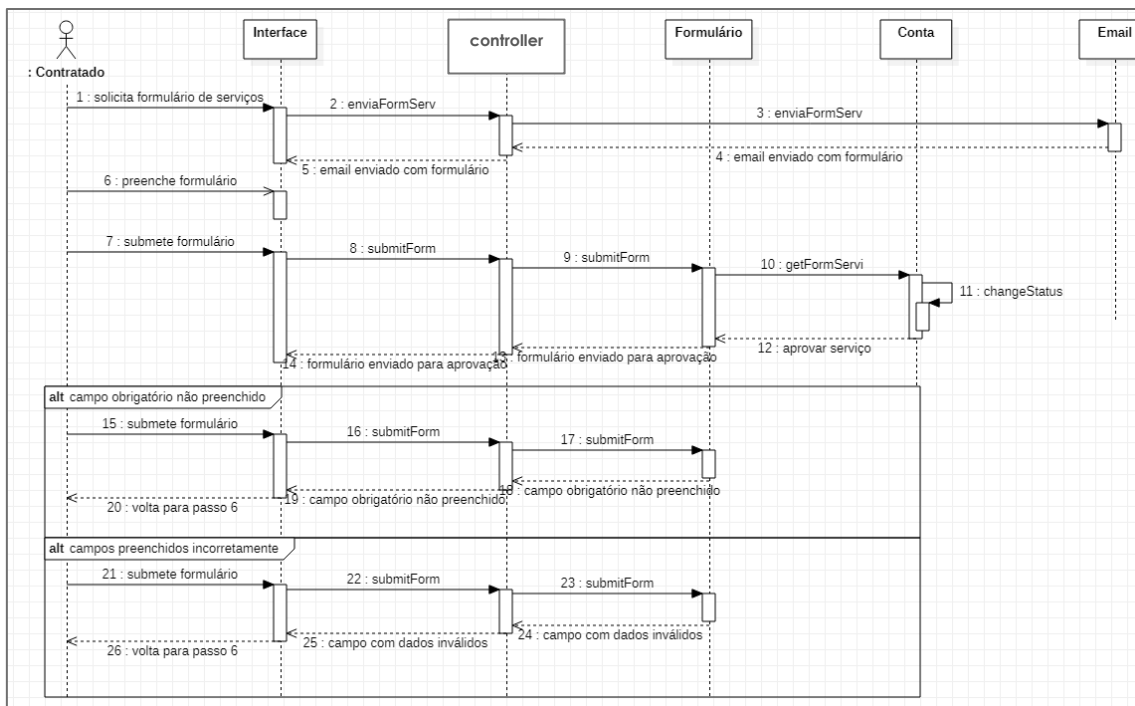 Interface
controller
Formulário
Conta
Email
: Contratado
1 : solicita formulário de serviços
2 : enviaFormServ
3 : enviaFormServ
4 : email enviado com formulário
5 : email enviado com formulário
6 : preenche formulário
7 : submete formulário
8 : submitForm
9 : submitForm
10 : getFormServi
11 : changeStatus
12 : aprovar serviço
13 : formulário enviado para aprovação
14 : formulário enviado para aprovação
alt campo obrigatório não preenchido
15 : submete formulário
16 : submitForm
17 : submitForm
18 : campo obrigatório não preenchido
19 : campo obrigatório não preenchido
20 : volta para passo 6
alt campos preenchidos incorretamente
21 : submete formulário
22 : submitForm
23 : submitForm
24 : campo com dados inválidos
25 : campo com dados inválidos
26 : volta para passo 6